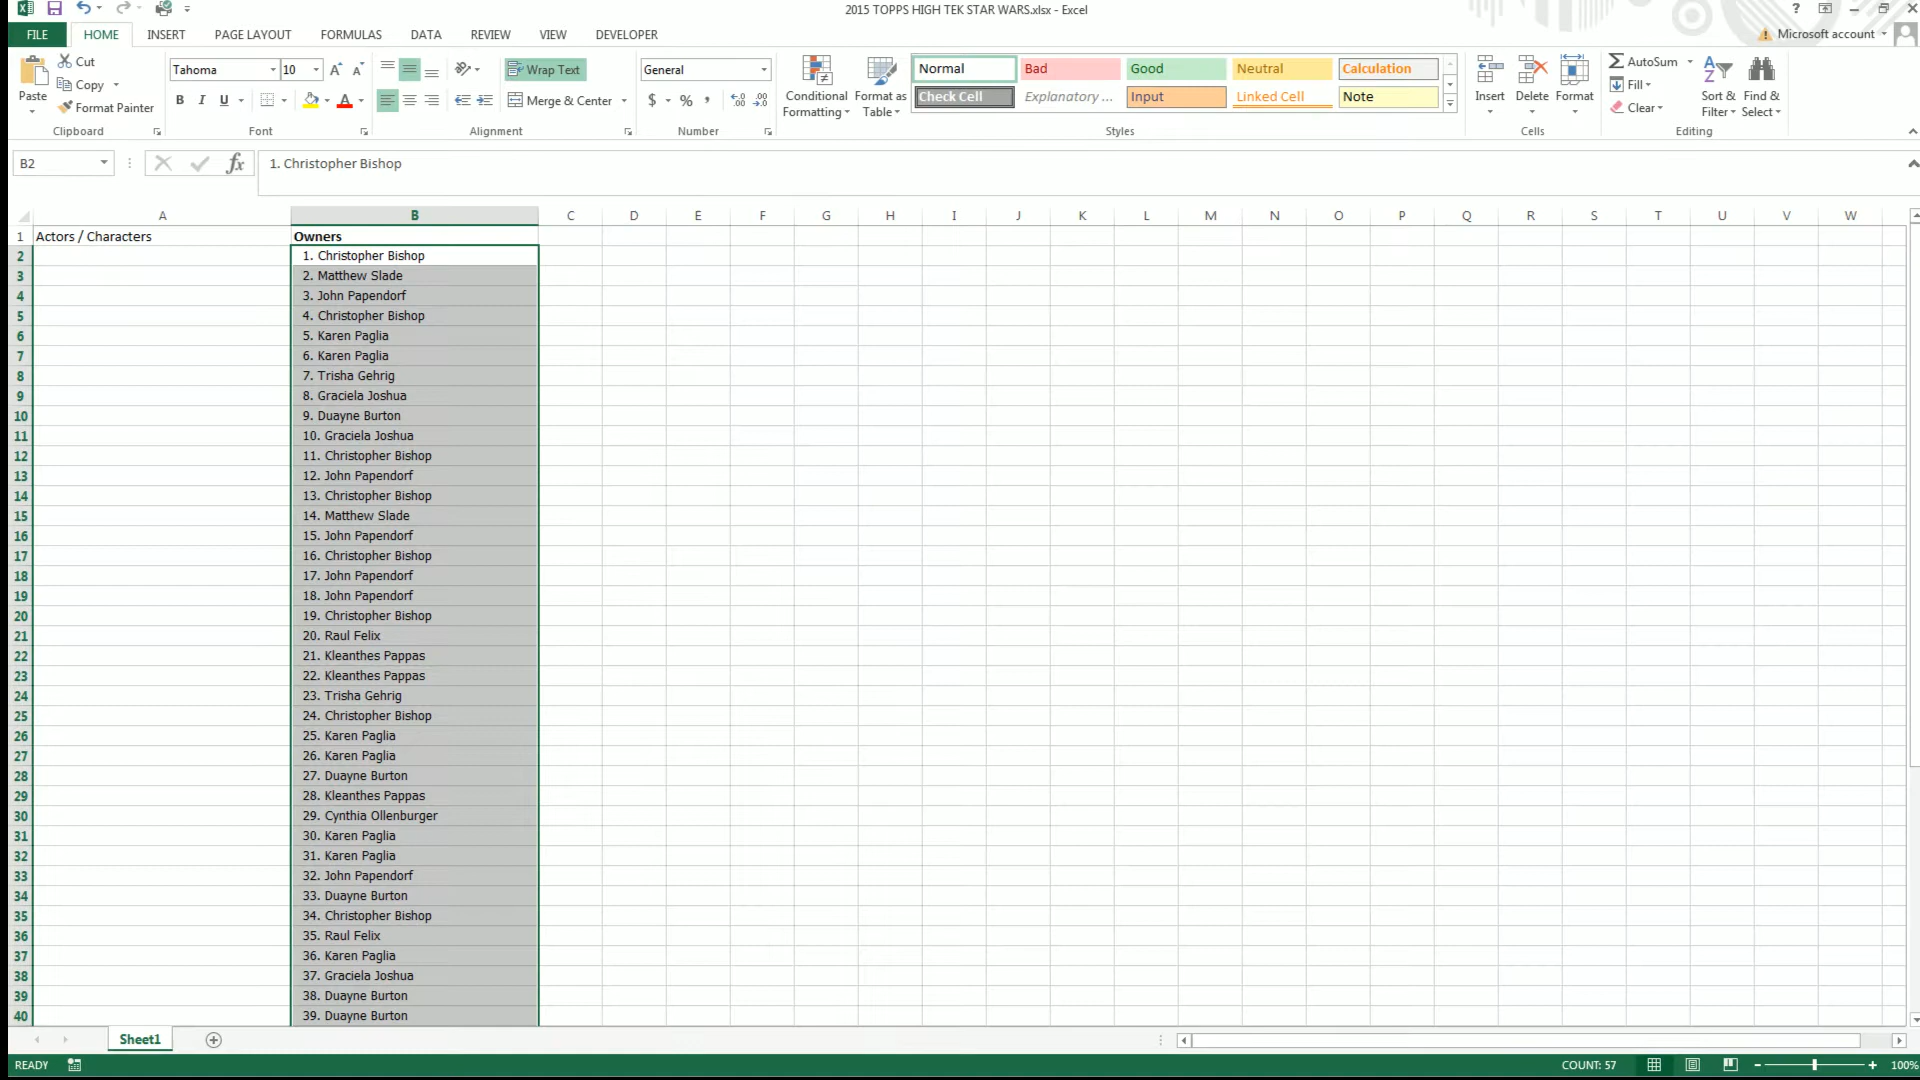 2015 TOPPS HIGH TEK STAR WARS.xlsx - Excel
?
FILE HOME INSERT PAGE LAYOUT FORMULAS DATA REVIEW VIEW DEVELOPER Microsoft account
Paste Cut Copy Format Painter Clipboard
Tahoma 10 B I U A Font
Wrap Text Merge & Center Alignment
General $ % , Number
Conditional Formatting Format as Table
Normal Bad Good Neutral Calculation
Check Cell Explanatory ... Input Linked Cell Note
Styles
Insert Delete Format Cells
AutoSum Fill Clear Sort & Filter Find & Select Editing
B2 fx 1. Christopher Bishop
A B C D E F G H I J K L M N O P Q R S T U V W
1 Actors / Characters Owners
2 1. Christopher Bishop
3 2. Matthew Slade
4 3. John Papendorf
5 4. Christopher Bishop
6 5. Karen Paglia
7 6. Karen Paglia
8 7. Trisha Gehrig
9 8. Graciela Joshua
10 9. Duayne Burton
11 10. Graciela Joshua
12 11. Christopher Bishop
13 12. John Papendorf
14 13. Christopher Bishop
15 14. Matthew Slade
16 15. John Papendorf
17 16. Christopher Bishop
18 17. John Papendorf
19 18. John Papendorf
20 19. Christopher Bishop
21 20. Raul Felix
22 21. Kleanthes Pappas
23 22. Kleanthes Pappas
24 23. Trisha Gehrig
25 24. Christopher Bishop
26 25. Karen Paglia
27 26. Karen Paglia
28 27. Duayne Burton
29 28. Kleanthes Pappas
30 29. Cynthia Ollenburger
31 30. Karen Paglia
32 31. Karen Paglia
33 32. John Papendorf
34 33. Duayne Burton
35 34. Christopher Bishop
36 35. Raul Felix
37 36. Karen Paglia
38 37. Graciela Joshua
39 38. Duayne Burton
40 39. Duayne Burton
Sheet1
READY COUNT: 57 100%